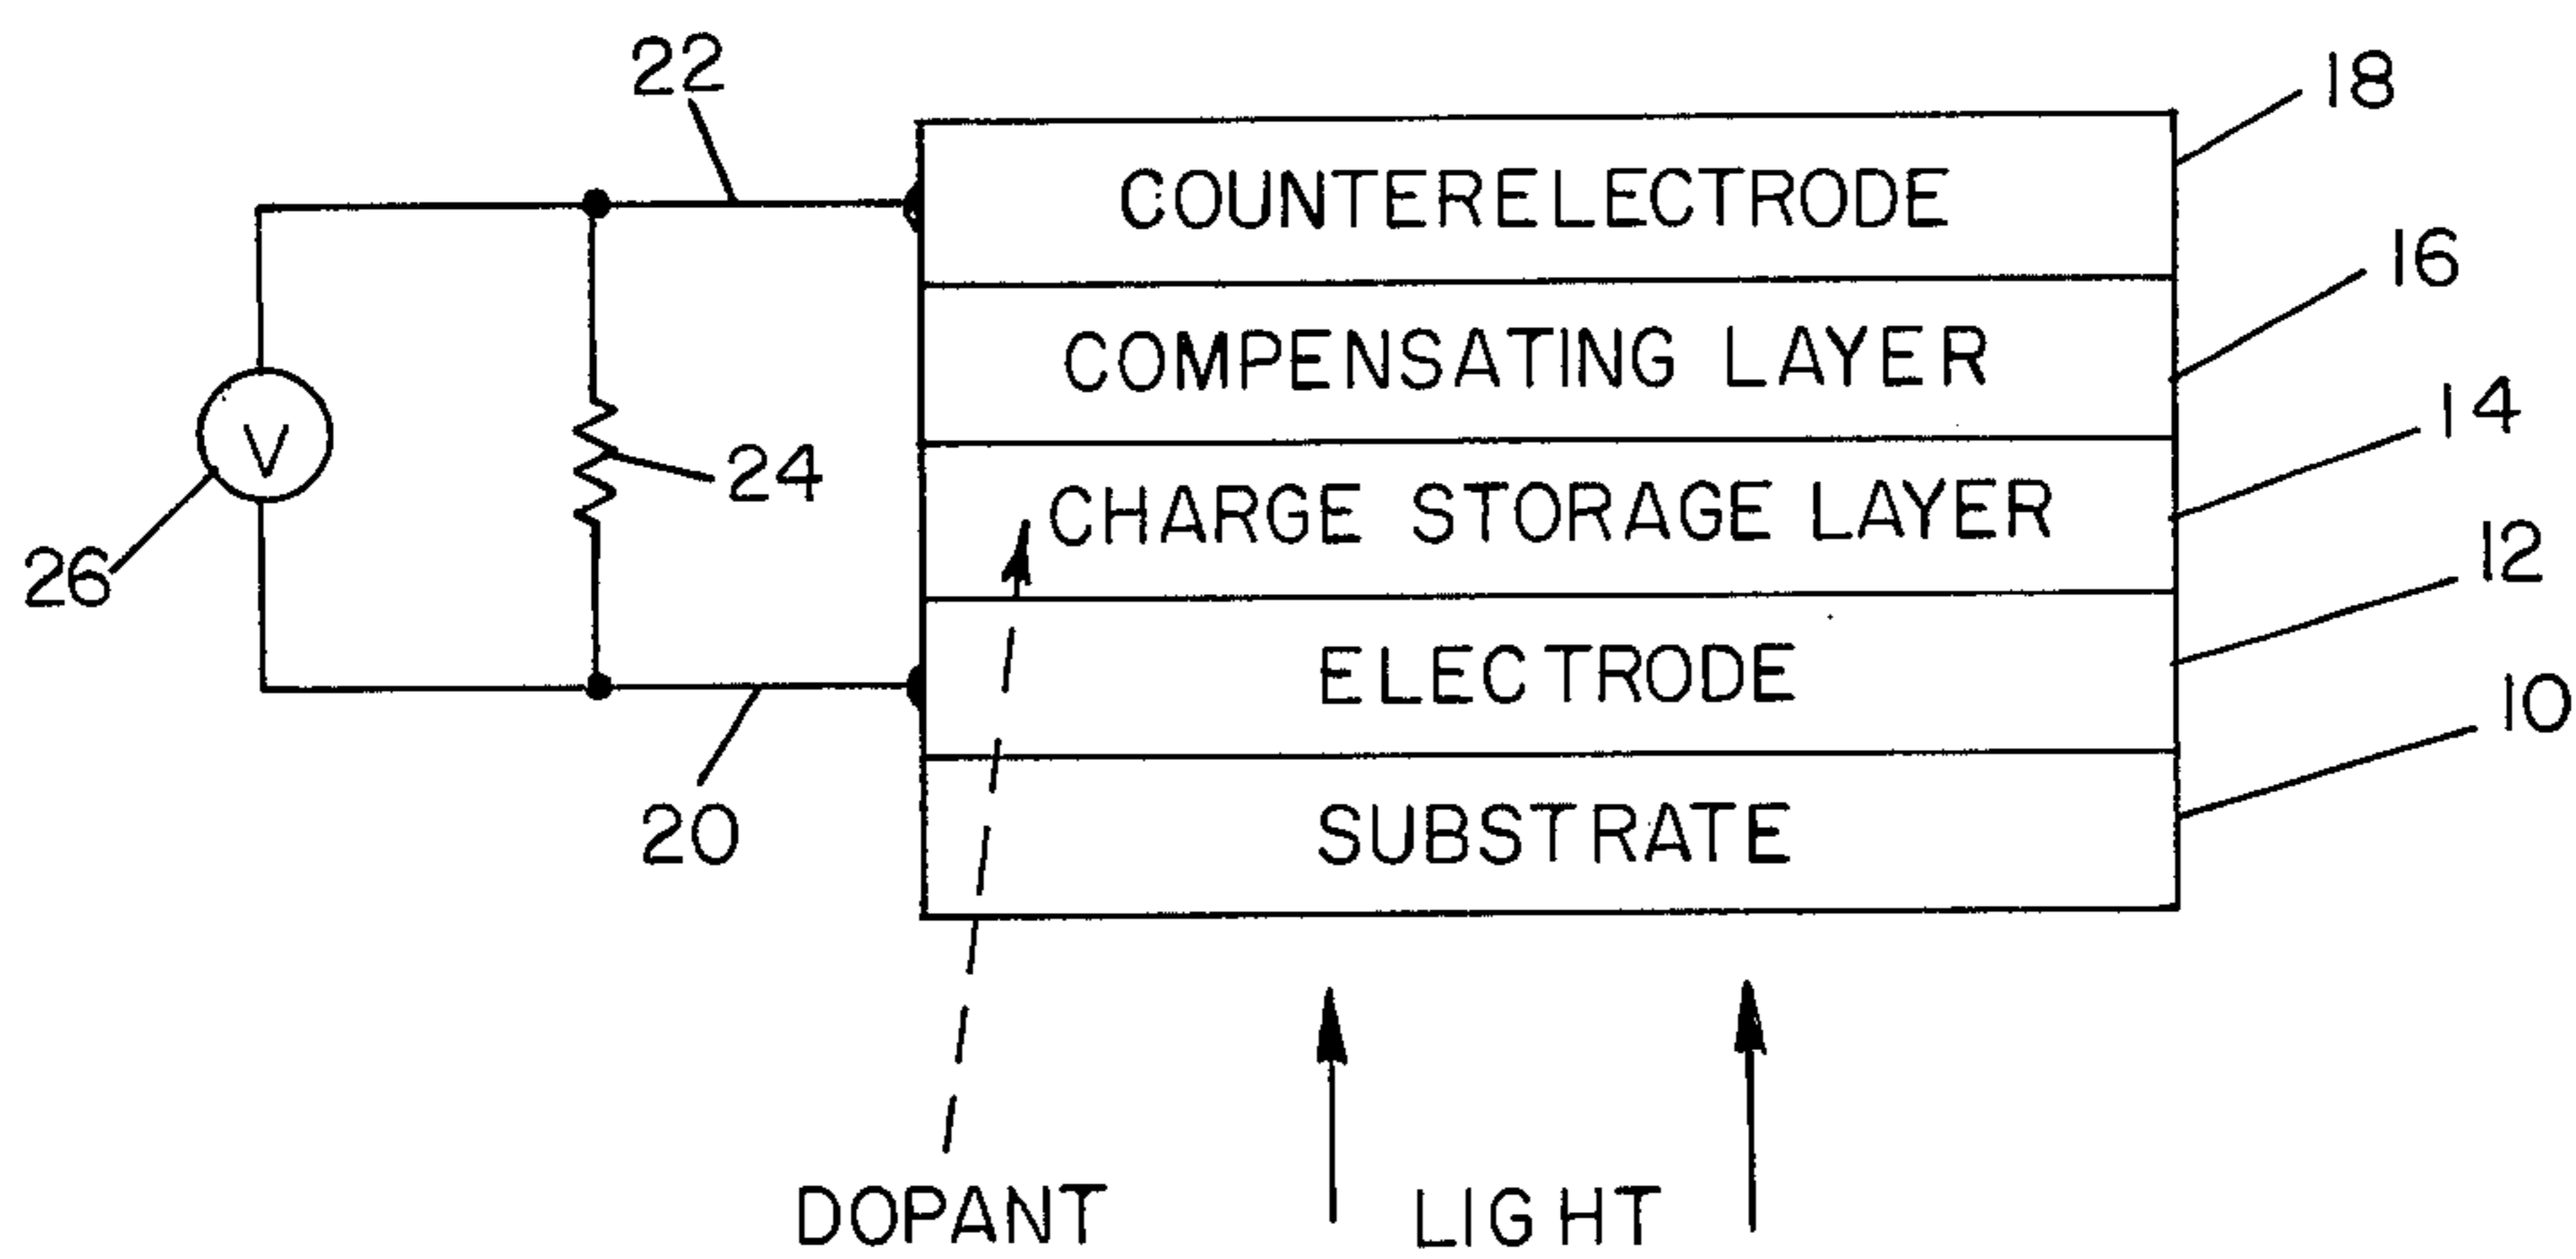 22
18
COUNTERELECTRODE
16
COMPENSATING LAYER
14
V
24
CHARGE STORAGE LAYER
12
26
ELECTRODE
10
20
SUBSTRATE
DOPANT
LIGHT